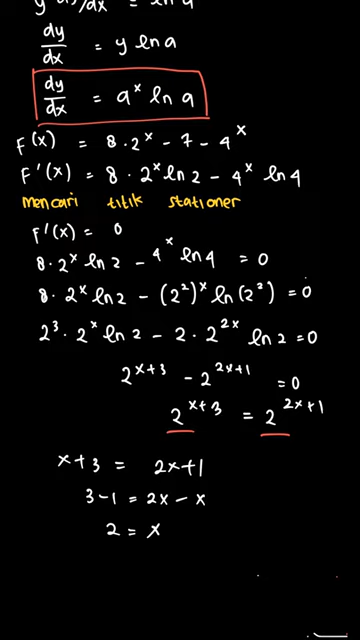 y dy/dx = ln a
dy/dx = y ln a
dy/dx = a^x ln a
F(x) = 8 · 2^x - 7 - 4^x
F'(x) = 8 · 2^x ln 2 - 4^x ln 4
mencari titik stationer
F'(x) = 0
8 · 2^x ln 2 - 4^x ln 4 = 0
8 · 2^x ln 2 - (2^2)^x ln (2^2) = 0
2^3 · 2^x ln 2 - 2 · 2^2x ln 2 = 0
2^x+3 - 2^2x+1 = 0
2^x+3 = 2^2x+1
x+3 = 2x+1
3-1 = 2x - x
2 = x